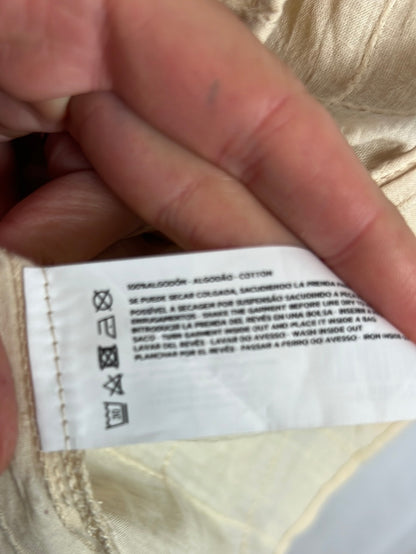 100%ALGODÓN - ALGODÃO - COTTON
SE PUEDE SECAR COLGADA, SACUDIENDO LA PRENDA
POSSÍVEL A SECAGEM POR SUSPENSÃO SACUDINDO A
SHAKE THE GARMENT BEFORE LINE DRY
INTRODUCIR LA PRENDA DEL REVÉS EN UNA BOLSA - INSERIR
SACO - TURN GARMENT INSIDE OUT AND PLACE IT INSIDE A BAG
LAVAR DEL REVÉS - LAVAR DO AVESSO - WASH INSIDE OUT
PLANCHAR POR EL REVÉS - PASSAR A FERRO DO AVESSO - IRON
30